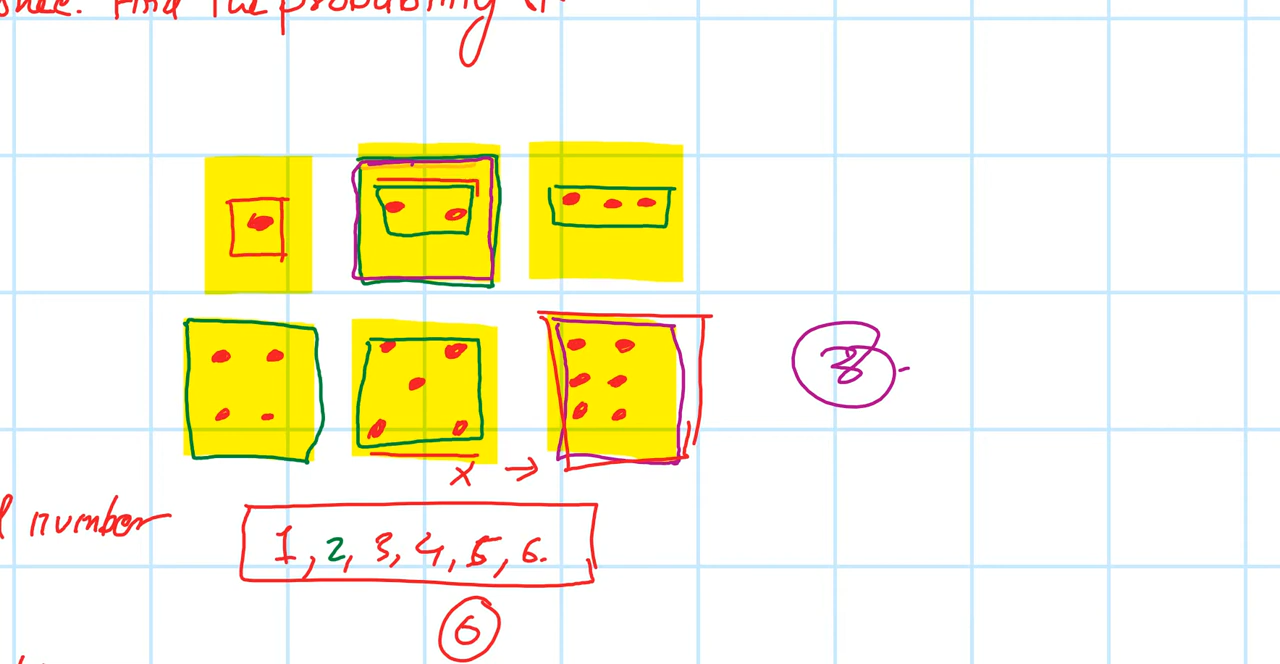 Find the probability
3
x →
number
1, 2, 3, 4, 5, 6.
6